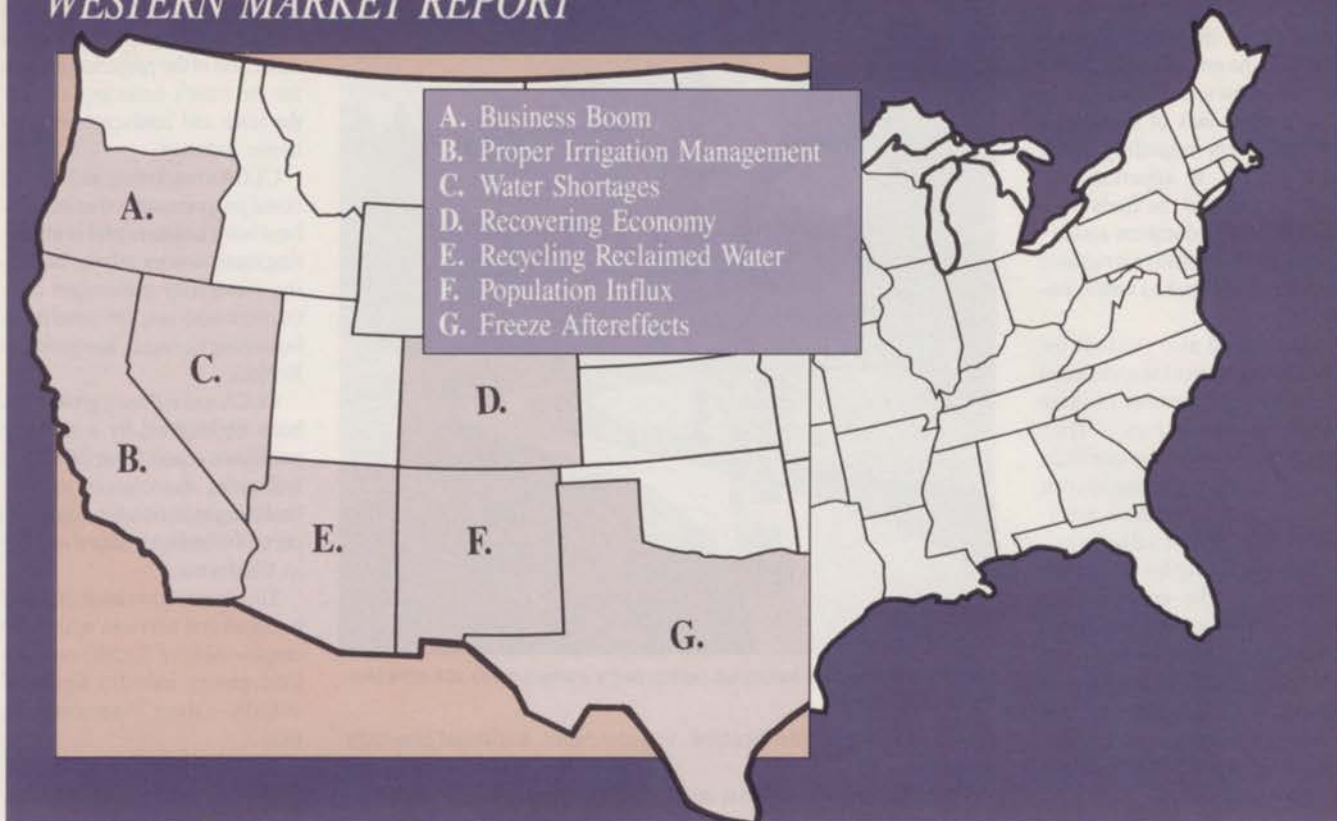 WESTERN MARKET REPORT
A. Business Boom
B. Proper Irrigation Management
C. Water Shortages
D. Recovering Economy
E. Recycling Reclaimed Water
F. Population Influx
G. Freeze Aftereffects
A.
C.
D.
B.
E.
F.
G.